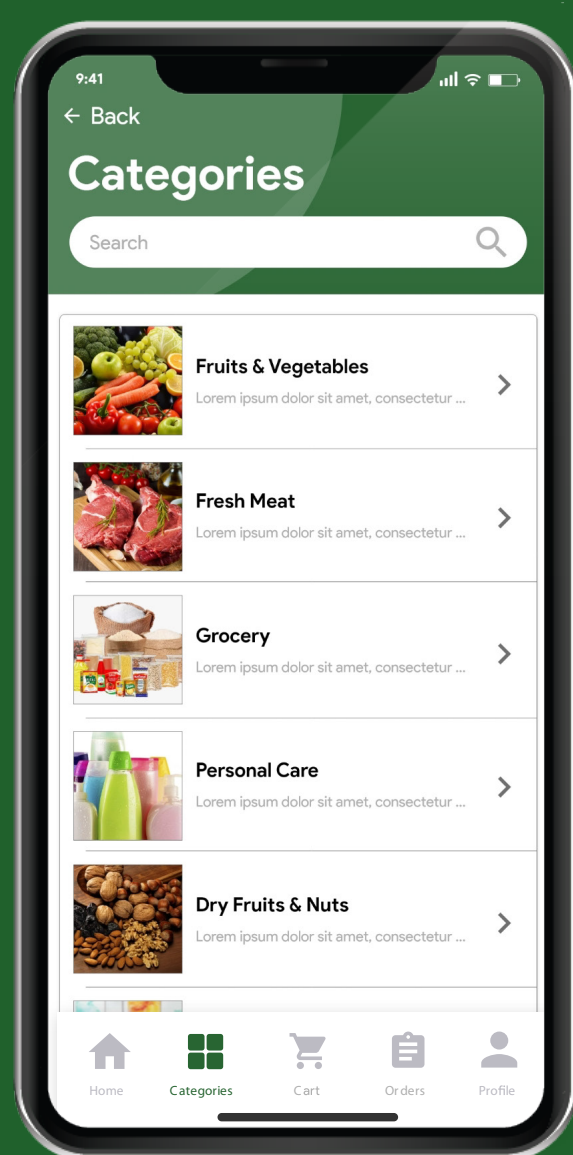 9:41
Back
Categories
Search
Fruits & Vegetables
Lorem ipsum dolor sit amet, consectetur ...
Fresh Meat
Lorem ipsum dolor sit amet, consectetur ...
Grocery
Lorem ipsum dolor sit amet, consectetur ...
Personal Care
Lorem ipsum dolor sit amet, consectetur ...
Dry Fruits & Nuts
Lorem ipsum dolor sit amet, consectetur ...
Home Categories Cart Orders Profile